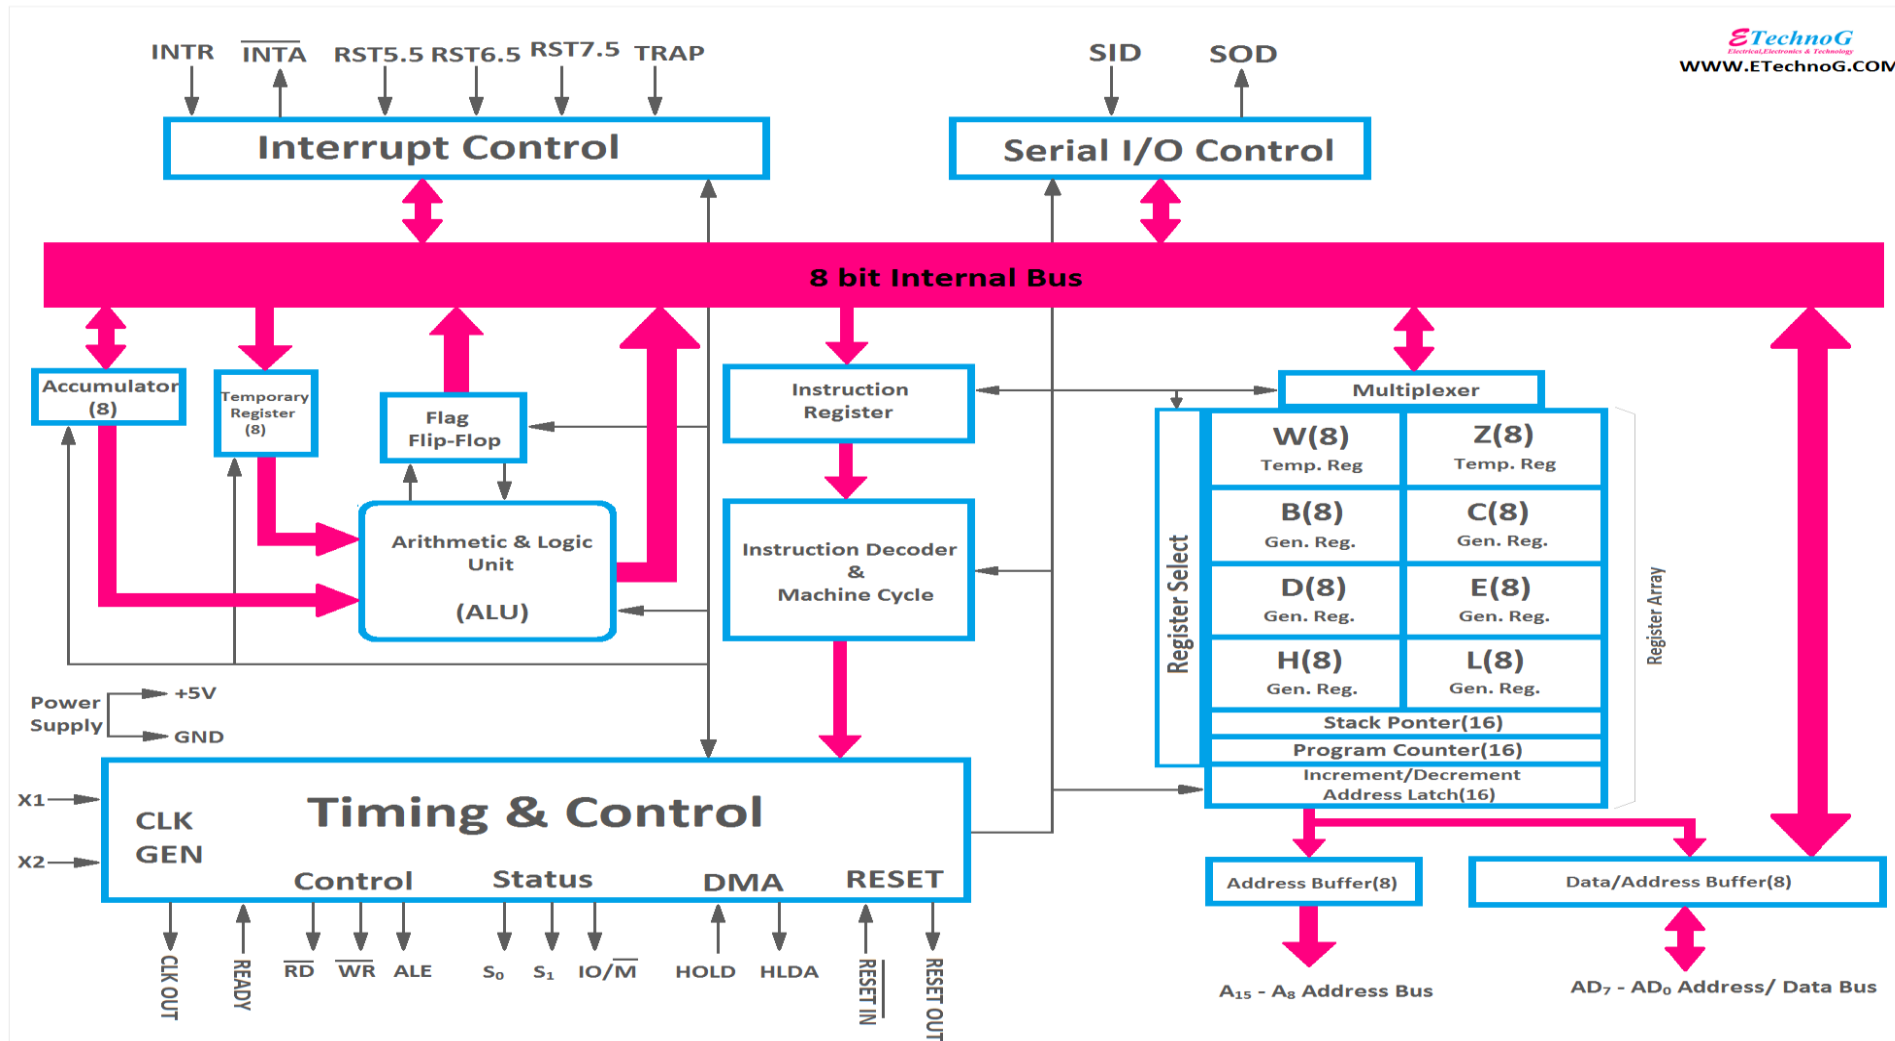 ETechnoG
Electrical,Electronics & Technology
WWW.ETechnoG.COM
INTR
INTA
RST5.5
RST6.5
RST7.5
TRAP
SID
SOD
Interrupt Control
Serial I/O Control
8 bit Internal Bus
Accumulator
(8)
Temporary
Register
(8)
Flag
Flip-Flop
Instruction
Register
Multiplexer
W(8)
Temp. Reg
Z(8)
Temp. Reg
B(8)
Gen. Reg.
C(8)
Gen. Reg.
D(8)
Gen. Reg.
E(8)
Gen. Reg.
H(8)
Gen. Reg.
L(8)
Gen. Reg.
Stack Ponter(16)
Program Counter(16)
Increment/Decrement
Address Latch(16)
Register Select
Register Array
Arithmetic & Logic
Unit
(ALU)
Instruction Decoder
&
Machine Cycle
Power
Supply
+5V
GND
X1
X2
CLK
GEN
Timing & Control
Control
Status
DMA
RESET
CLK OUT
READY
RD
WR
ALE
S₀
S₁
IO/M
HOLD
HLDA
RESET IN
RESET OUT
Address Buffer(8)
Data/Address Buffer(8)
A₁₅ - A₈ Address Bus
AD₇ - AD₀ Address/ Data Bus